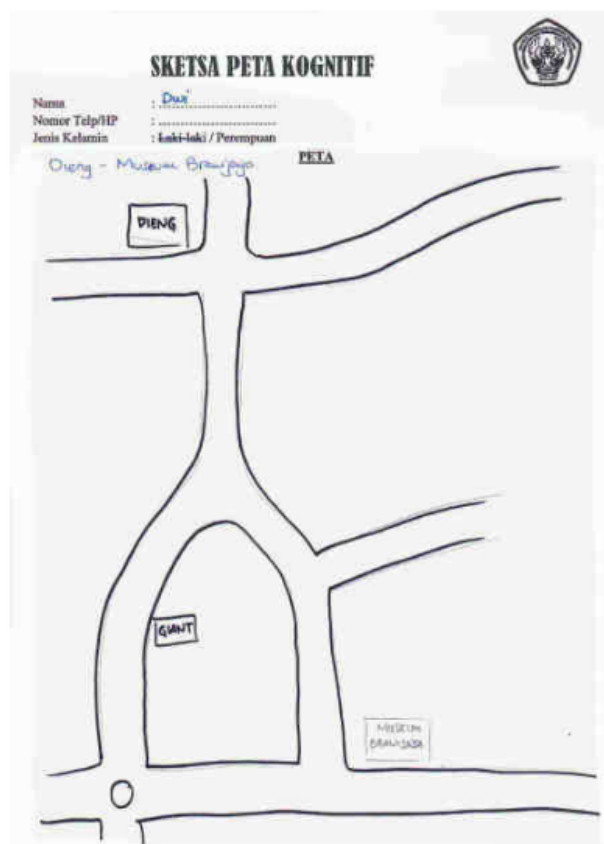 SKETSA PETA KOGNITIF
Nama : Dwi
Nomor Telp/HP :
Jenis Kelamin : Laki-laki / Perempuan
PETA
Dieng - Museum Brawijaya
DIENG
GIANT
MUSEUM
BRAWIJAYA